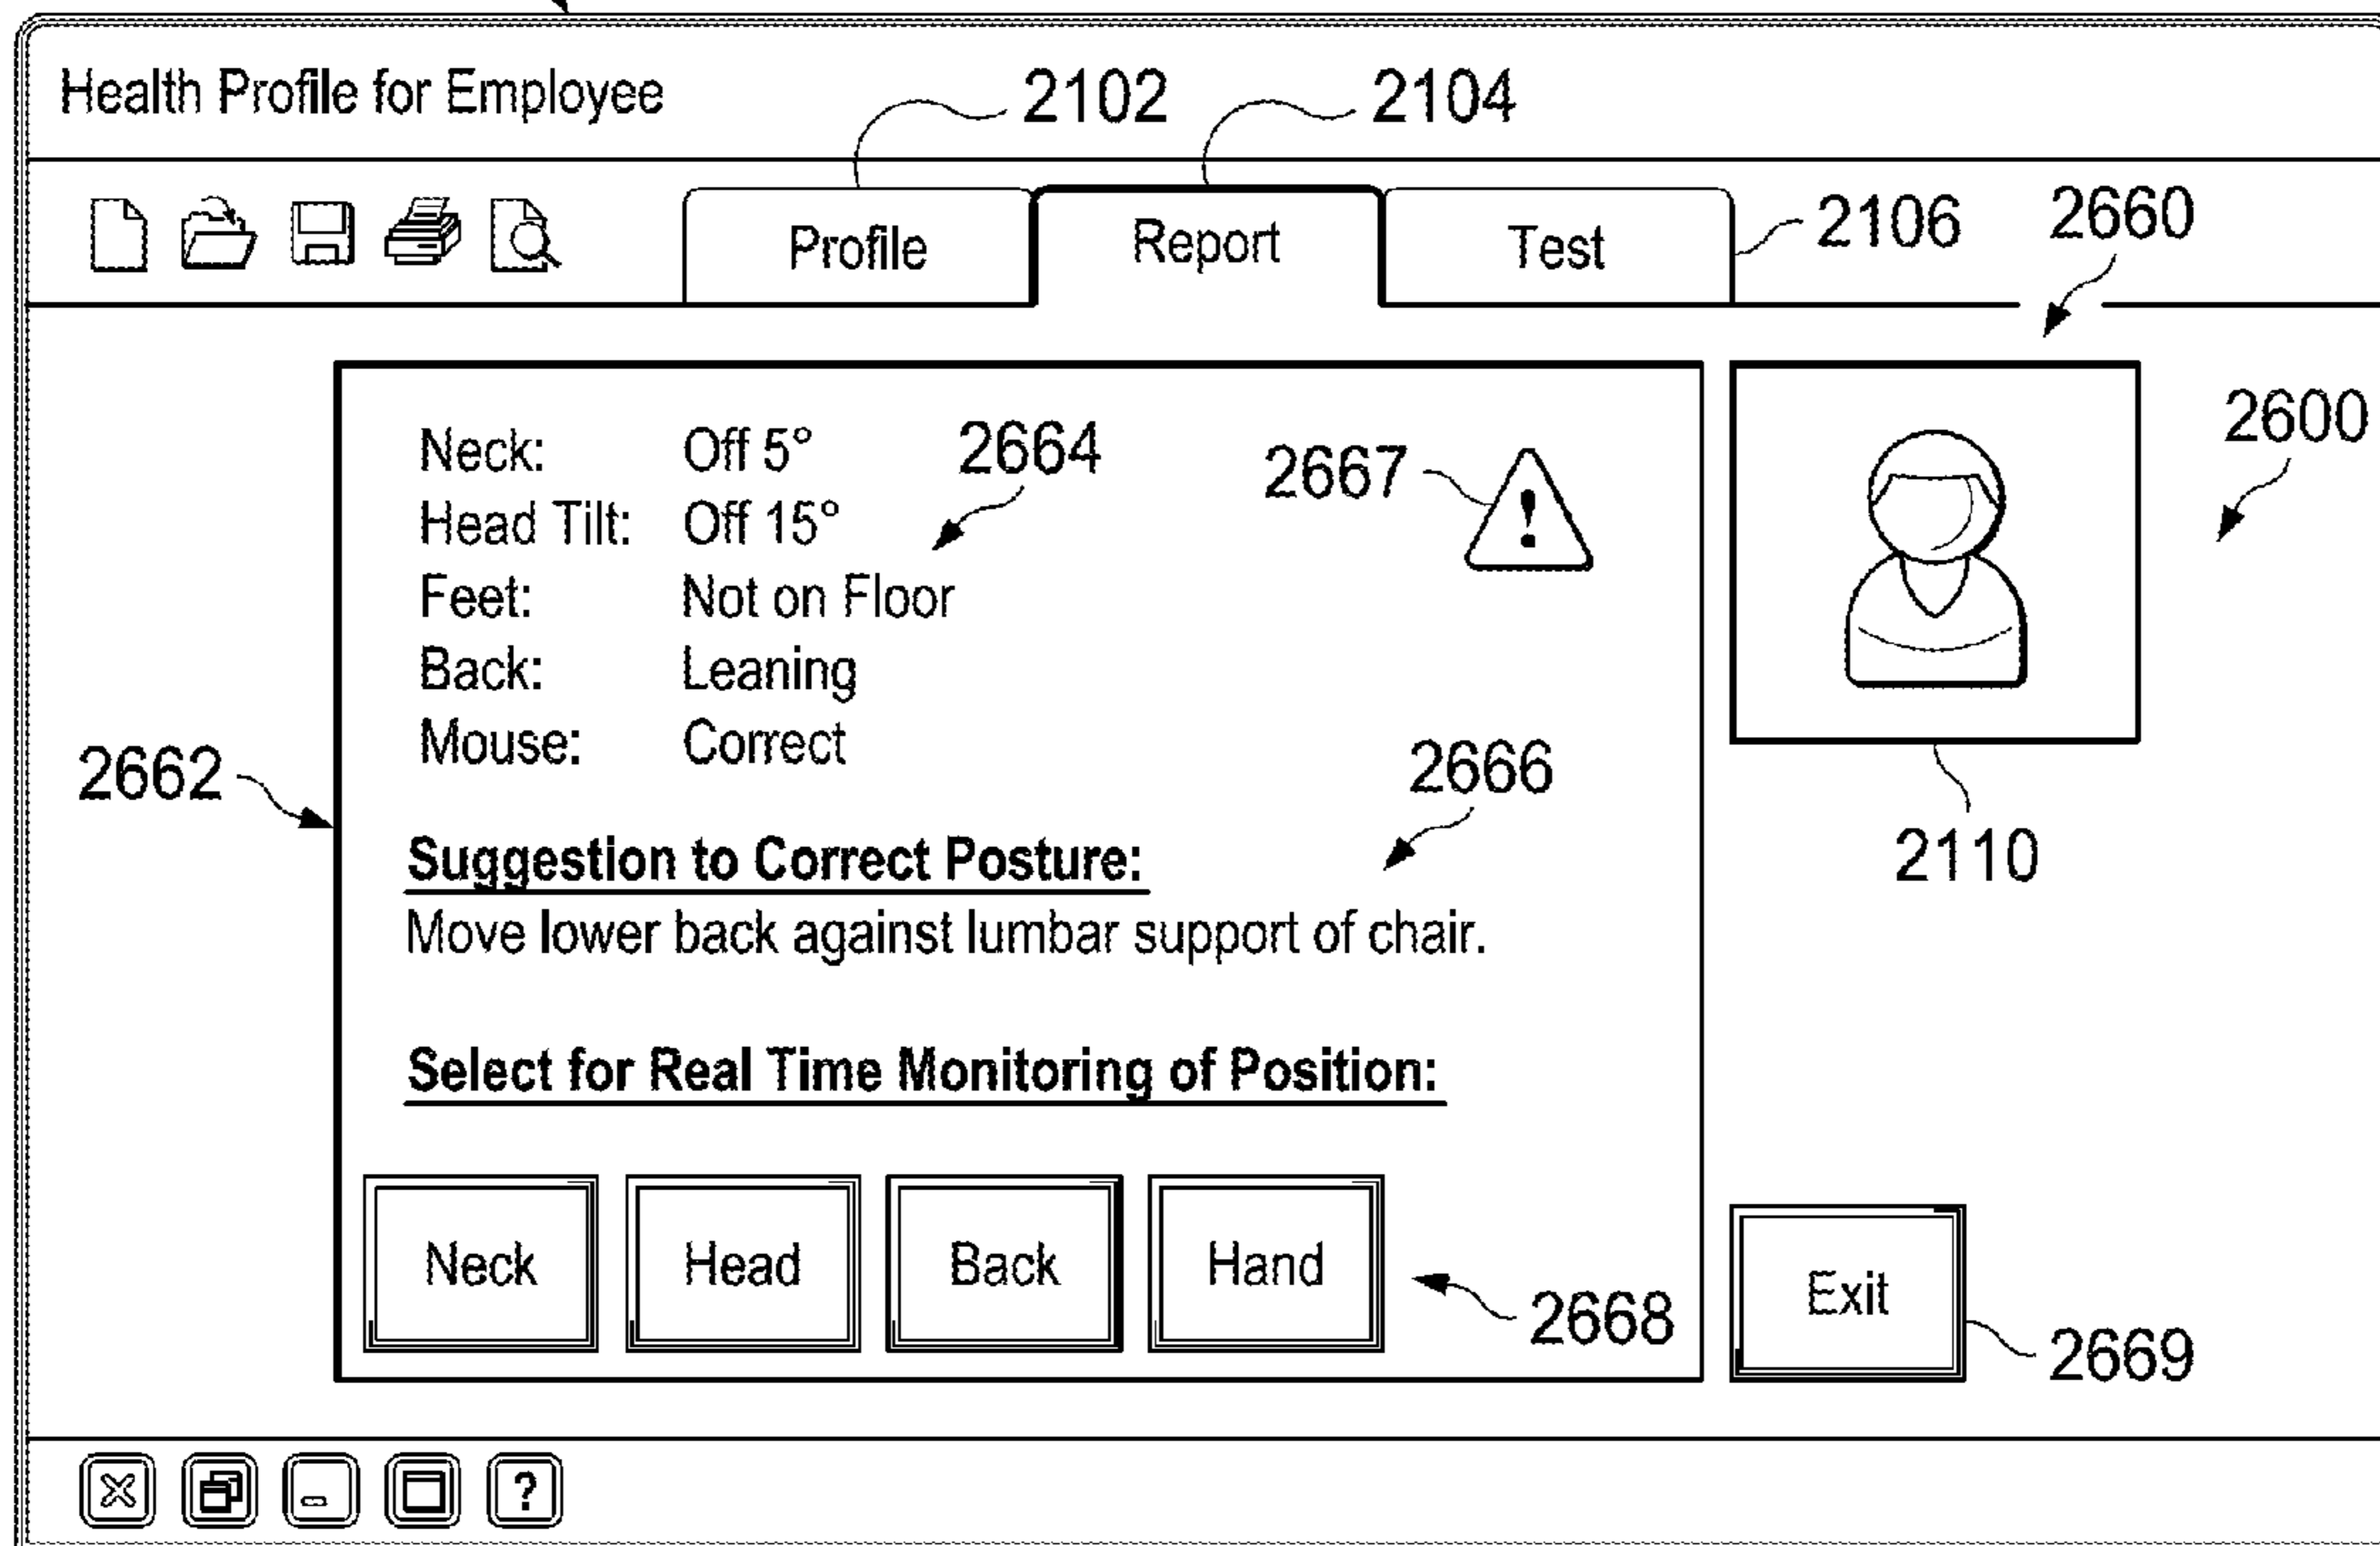 Health Profile for Employee
2102
2104
Profile
Report
Test
2106
2660
2600
Neck: Off 5°
2664
2667
!
Head Tilt: Off 15°
Feet: Not on Floor
Back: Leaning
Mouse: Correct
2662
2666
2110
Suggestion to Correct Posture:
Move lower back against lumbar support of chair.
Select for Real Time Monitoring of Position:
Neck
Head
Back
Hand
2668
Exit
2669
?